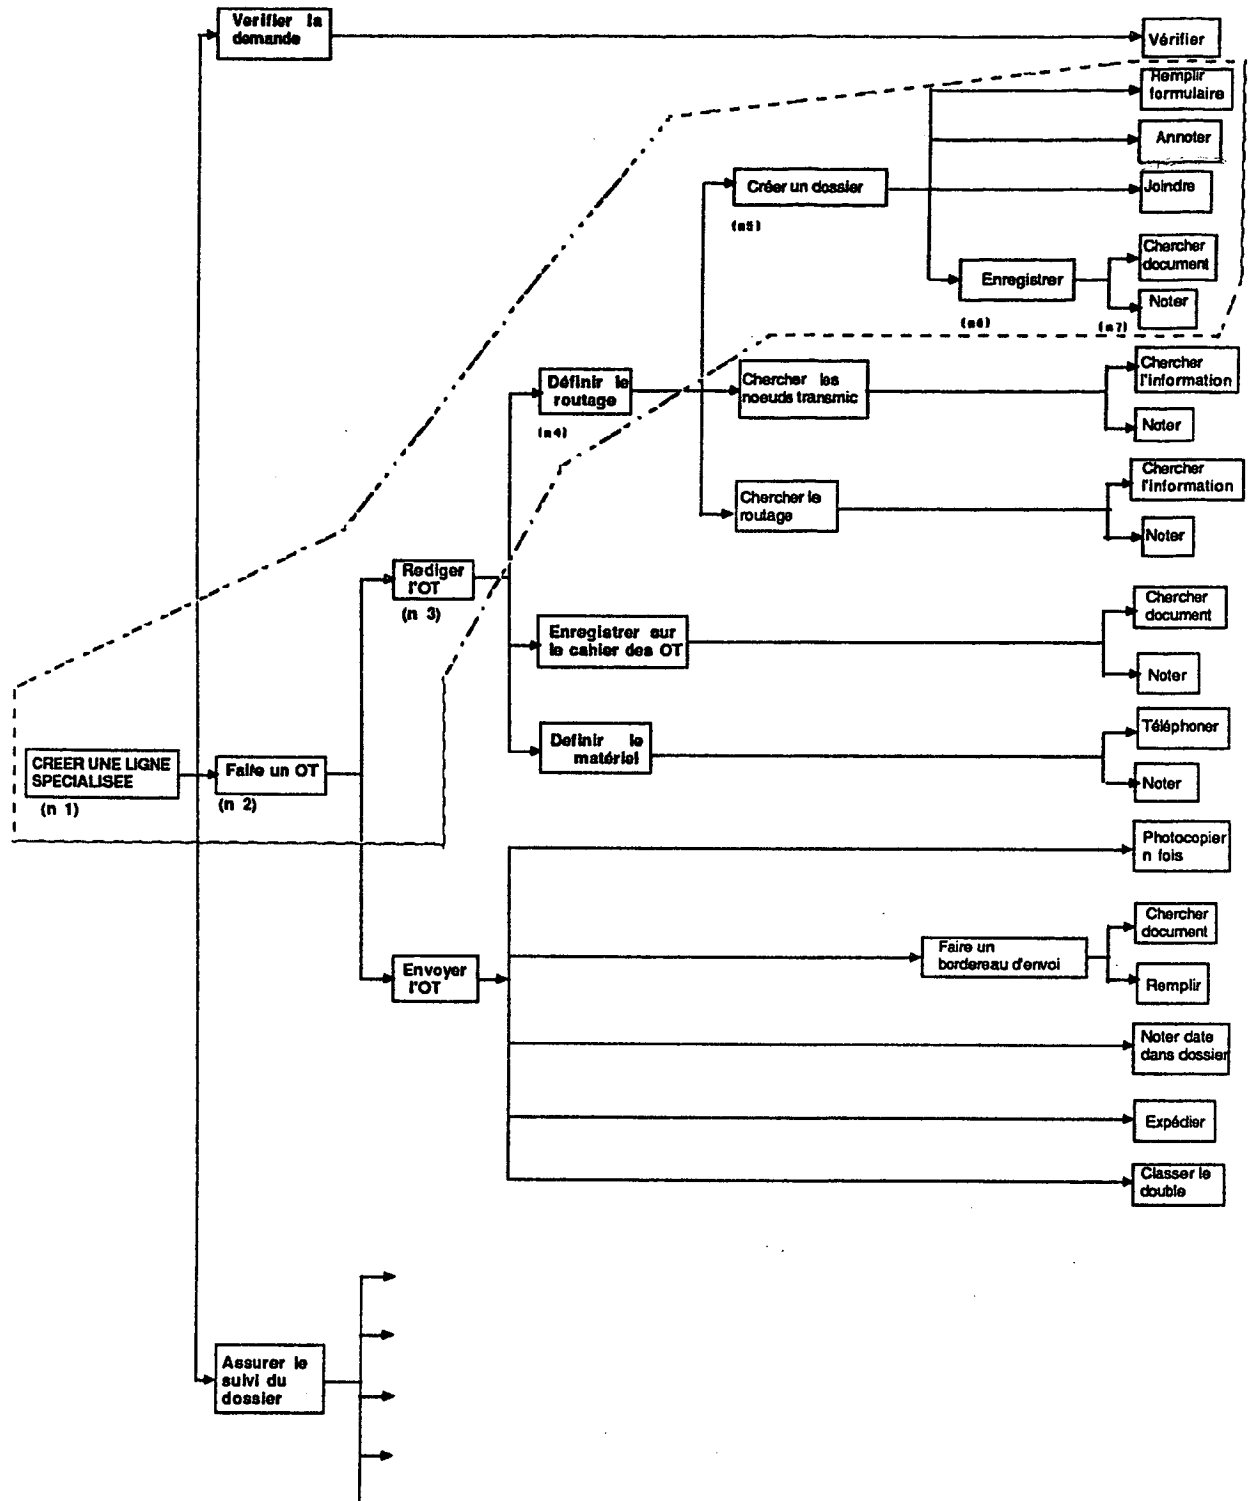 Verifier la
demande
Vérifier
Remplir
formulaire
Annoter
Créer un dossier
Joindre
(n5)
Chercher
document
Enregistrer
Noter
(n6)
(n7)
Définir le
routage
(n4)
Chercher les
noeuds transmic
Chercher
l'information
Noter
Chercher le
routage
Chercher
l'information
Noter
Rediger
l'OT
(n 3)
Enregistrer sur
le cahier des OT
Chercher
document
Noter
Definir le
matériel
Téléphoner
Noter
CREER UNE LIGNE
SPECIALISEE
(n 1)
Faite un OT
(n 2)
Photocopier
n fois
Envoyer
l'OT
Faire un
bordereau d'envoi
Chercher
document
Remplir
Noter date
dans dossier
Expédier
Classer le
double
Assurer le
suivi du
dossier